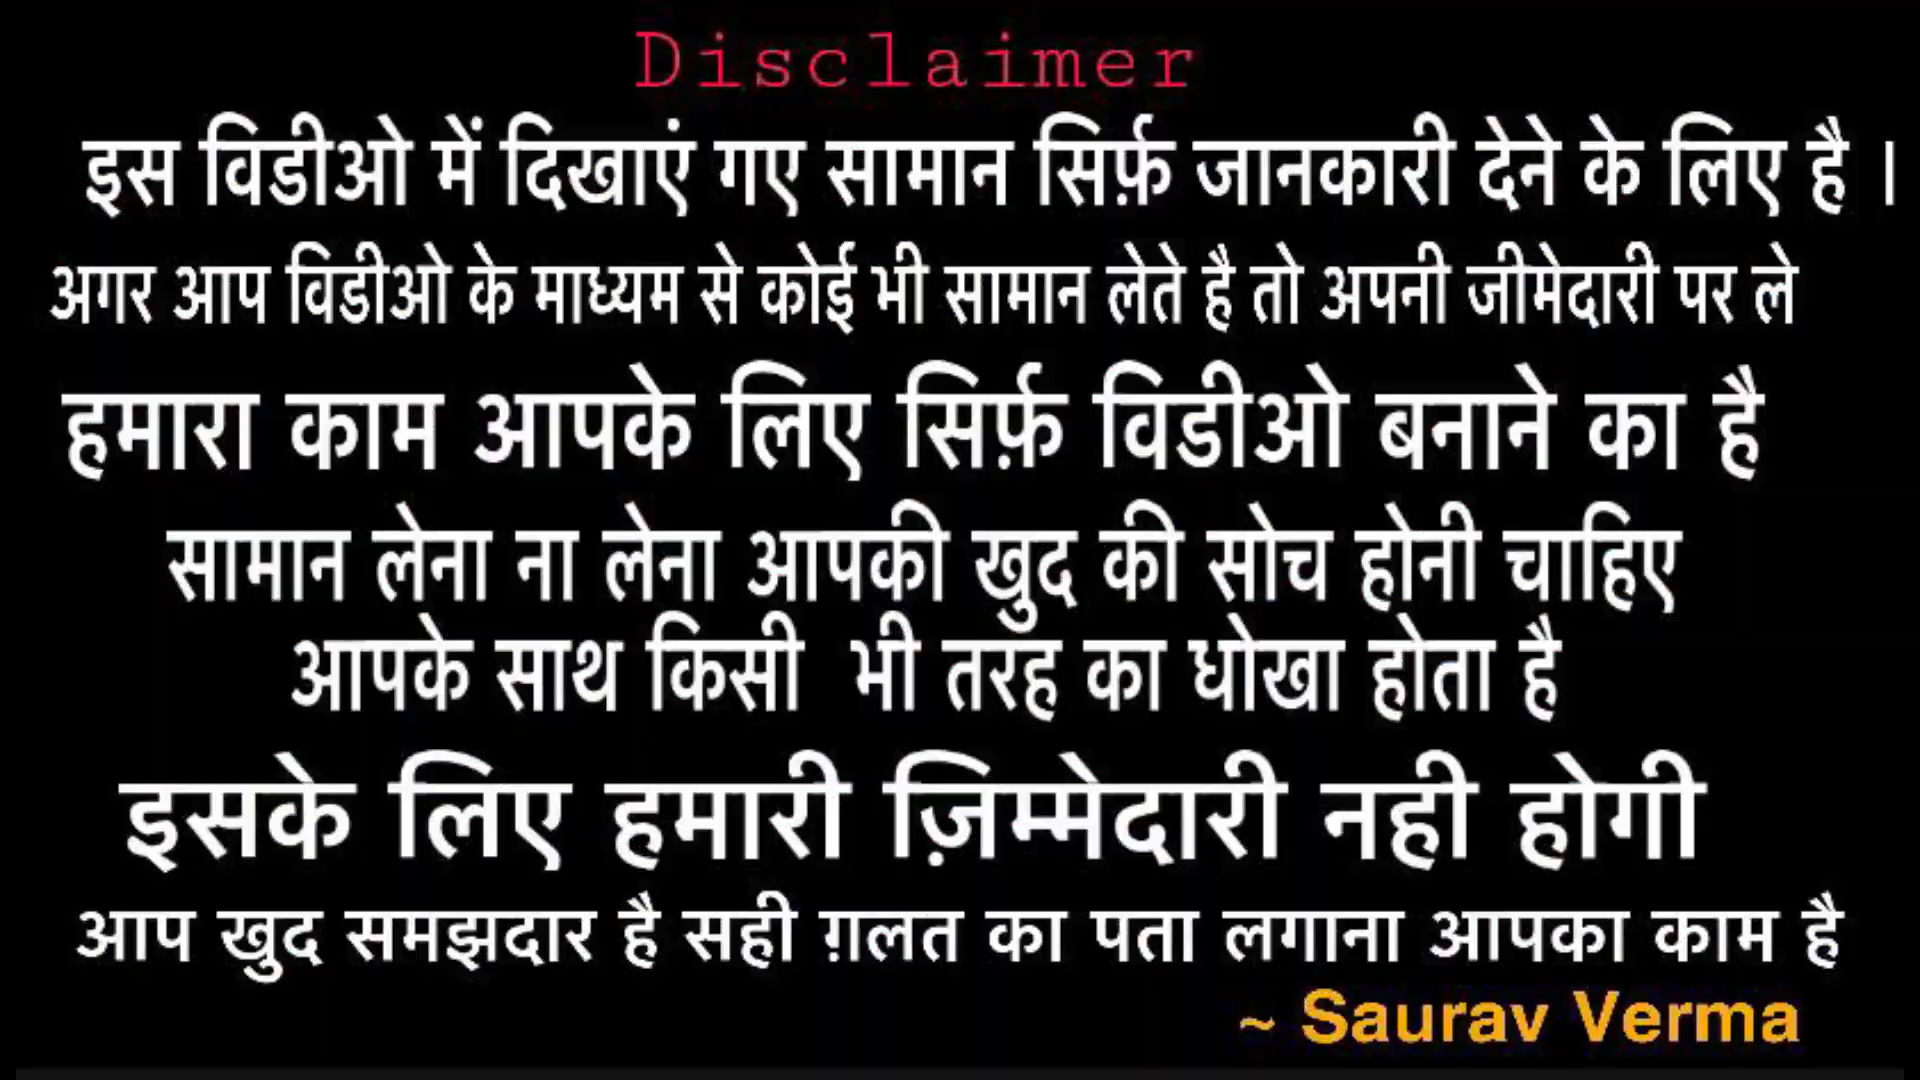 Disclaimer
इस विडीओ में दिखाएं गए सामान सिर्फ़ जानकारी देने के लिए है ।
अगर आप विडीओ के माध्यम से कोई भी सामान लेते है तो अपनी जीमेदारी पर ले
हमारा काम आपके लिए सिर्फ़ विडीओ बनाने का है
सामान लेना ना लेना आपकी खुद की सोच होनी चाहिए
आपके साथ किसी भी तरह का धोखा होता है
इसके लिए हमारी ज़िम्मेदारी नही होगी
आप खुद समझदार है सही ग़लत का पता लगाना आपका काम है
~ Saurav Verma